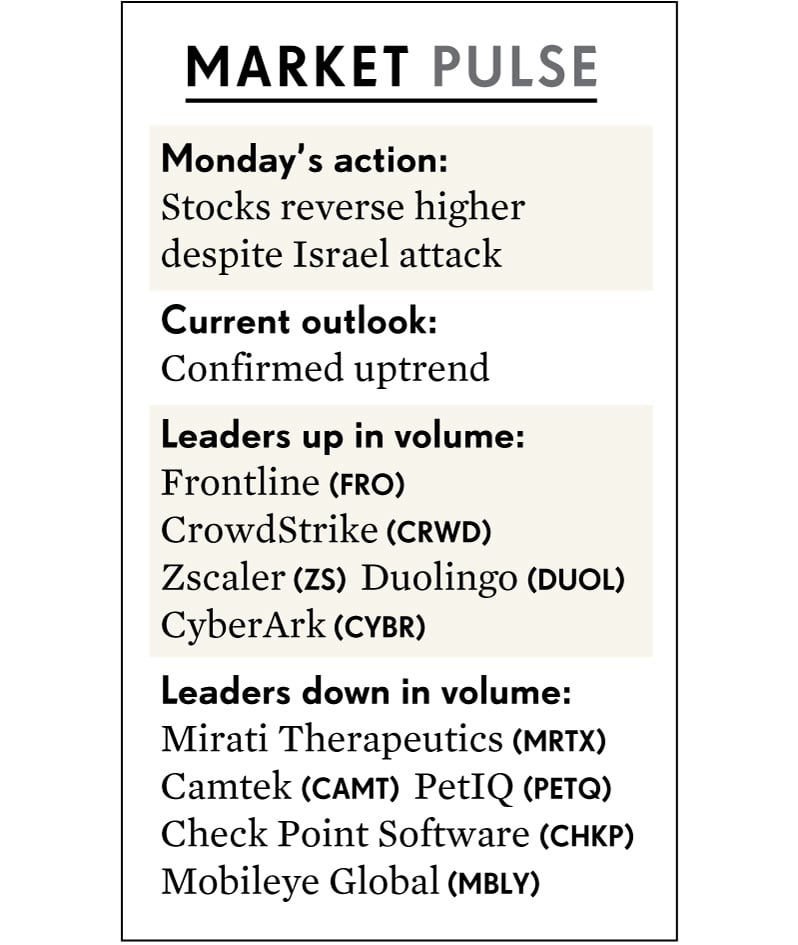 MARKET PULSE
Monday's action:
Stocks reverse higher
despite Israel attack
Current outlook:
Confirmed uptrend
Leaders up in volume:
Frontline (FRO)
CrowdStrike (CRWD)
Zscaler (ZS) Duolingo (DUOL)
CyberArk (CYBR)
Leaders down in volume:
Mirati Therapeutics (MRTX)
Camtek (CAMT) PetIQ (PETQ)
Check Point Software (CHKP)
Mobileye Global (MBLY)